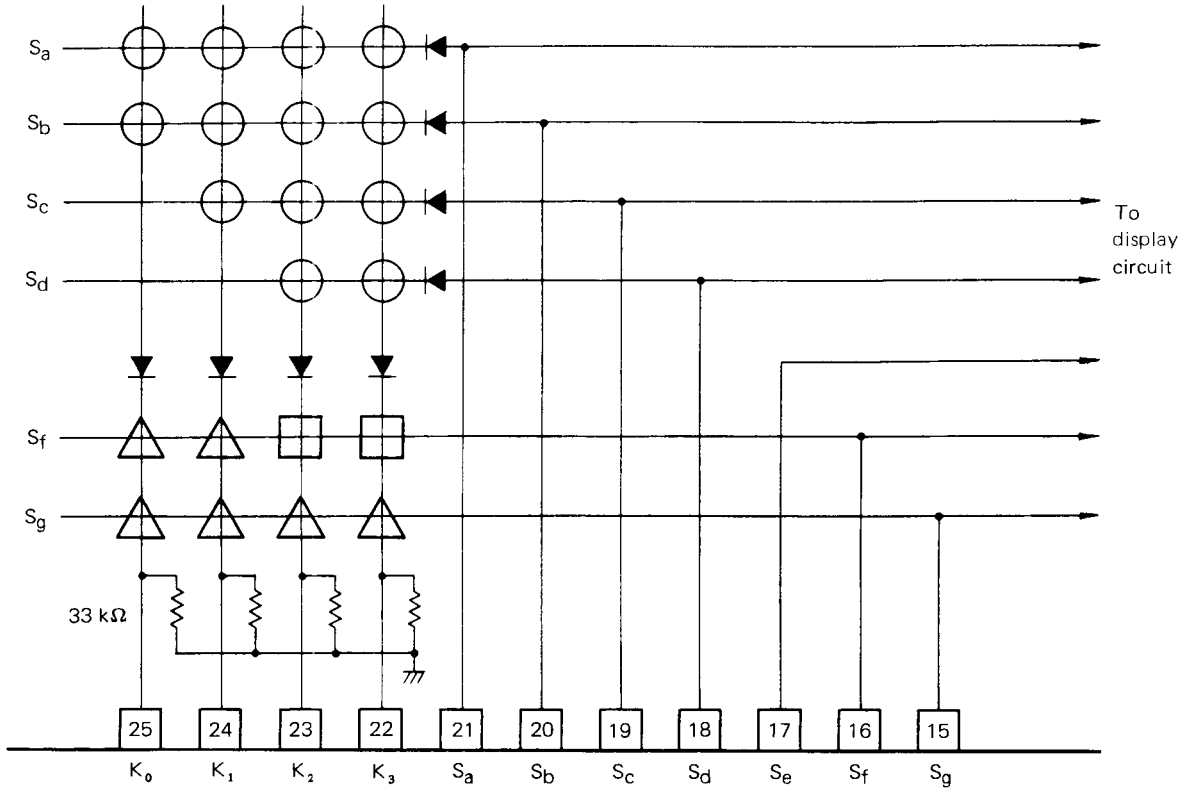 Sa
Sb
Sc
Sd
To
display
circuit
Sf
Sg
33 kΩ
25 24 23 22 21 20 19 18 17 16 15
K₀ K₁ K₂ K₃ Sa Sb Sc Sd Se Sf Sg